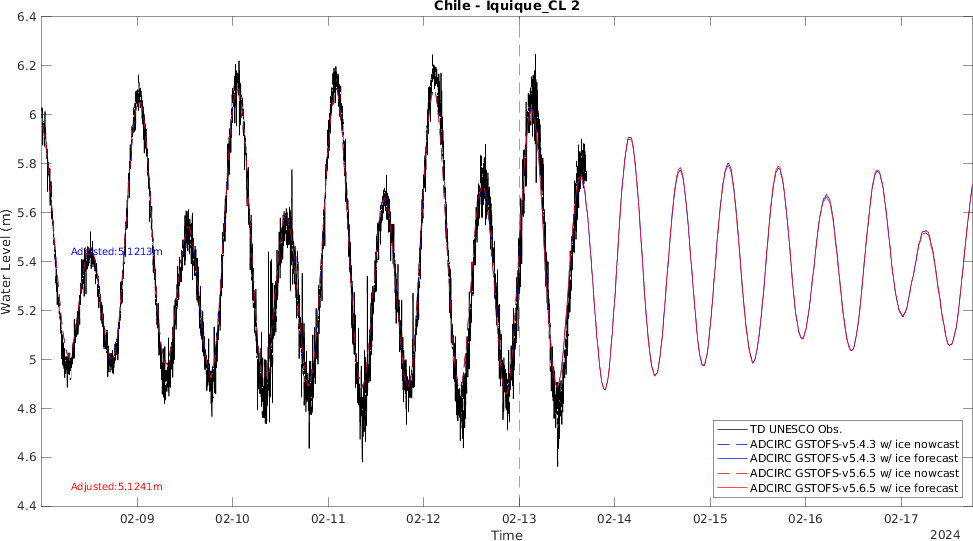 Chile - Iquique_CL 2
Water Level (m)
6.4
6.2
6
5.8
5.6
5.4
5.2
5
4.8
4.6
4.4
Adjusted:5.1213m
Adjusted:5.1241m
TD UNESCO Obs.
ADCIRC GSTOFS-v5.4.3 w/ ice nowcast
ADCIRC GSTOFS-v5.4.3 w/ ice forecast
ADCIRC GSTOFS-v5.6.5 w/ ice nowcast
ADCIRC GSTOFS-v5.6.5 w/ ice forecast
02-09 02-10 02-11 02-12 02-13 02-14 02-15 02-16 02-17
Time
2024